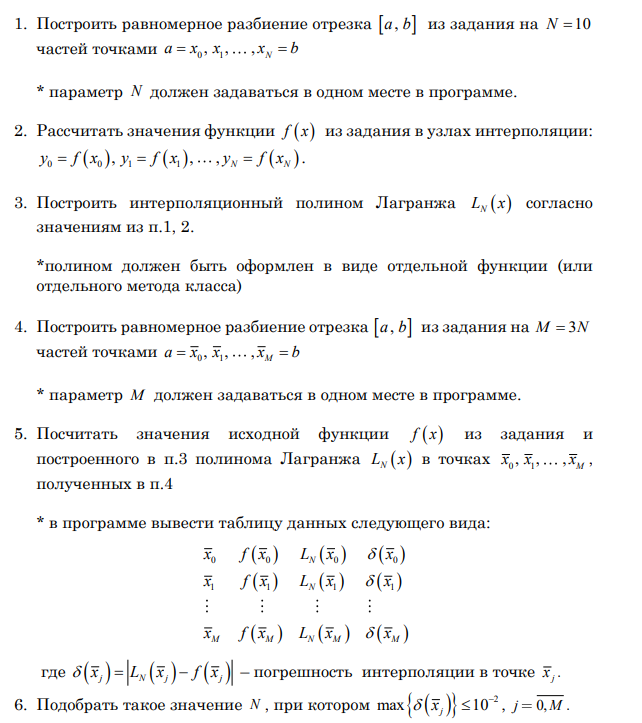 1. Построить равномерное разбиение отрезка [a, b] из задания на N = 10
частей точками a = x₀, x₁, … , x_N = b
* параметр N должен задаваться в одном месте в программе.
2. Рассчитать значения функции f(x) из задания в узлах интерполяции:
y₀ = f(x₀), y₁ = f(x₁), … , y_N = f(x_N).
3. Построить интерполяционный полином Лагранжа L_N(x) согласно
значениям из п.1, 2.
*полином должен быть оформлен в виде отдельной функции (или
отдельного метода класса)
4. Построить равномерное разбиение отрезка [a, b] из задания на M = 3N
частей точками a = x̅₀, x̅₁, … , x̅_M = b
* параметр M должен задаваться в одном месте в программе.
5. Посчитать значения исходной функции f(x) из задания и
построенного в п.3 полинома Лагранжа L_N(x) в точках x̅₀, x̅₁, … , x̅_M ,
полученных в п.4
* в программе вывести таблицу данных следующего вида:
x̅₀ f(x̅₀) L_N(x̅₀) δ(x̅₀)
x̅₁ f(x̅₁) L_N(x̅₁) δ(x̅₁)
⋮ ⋮ ⋮ ⋮
x̅_M f(x̅_M) L_N(x̅_M) δ(x̅_M)
где δ(x̅_j) = |L_N(x̅_j) − f(x̅_j)| – погрешность интерполяции в точке x̅_j .
6. Подобрать такое значение N , при котором max{δ(x̅_j)} ≤ 10⁻² , j = 0̅,̅M̅ .